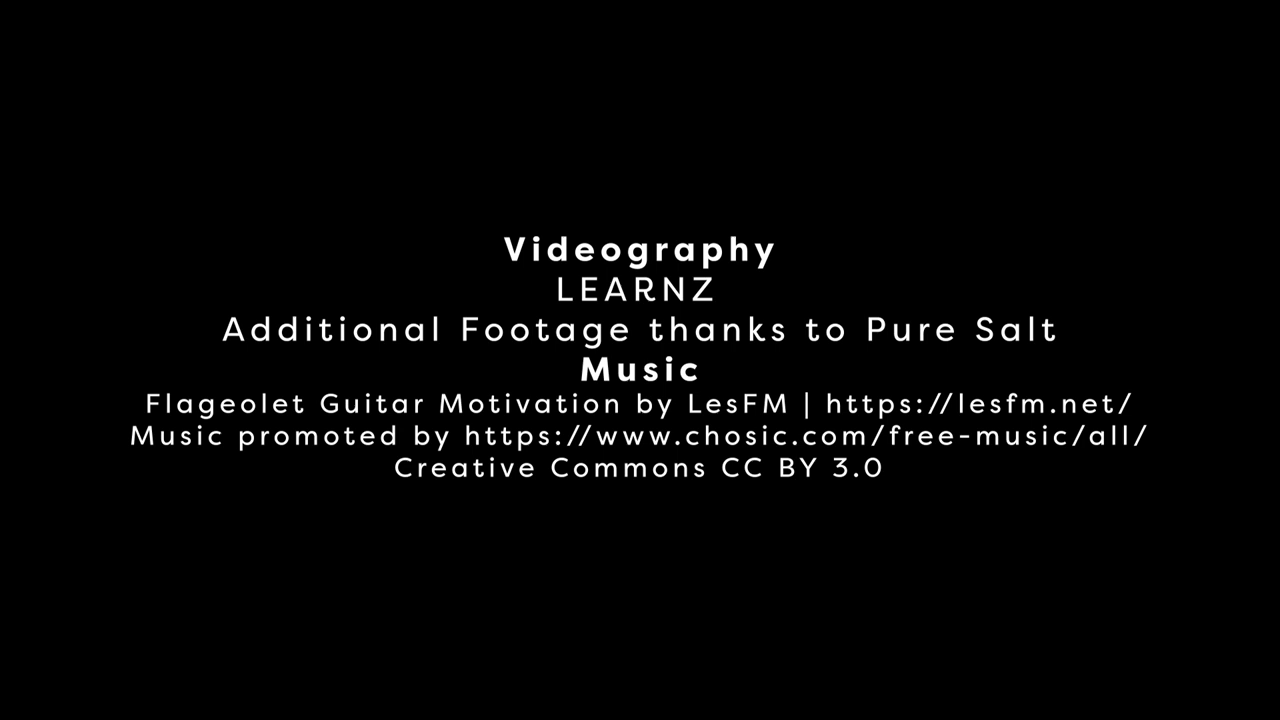 Videography
LEARNZ
Additional Footage thanks to Pure Salt
Music
Flageolet Guitar Motivation by LesFM | https://lesfm.net/
Music promoted by https://www.chosic.com/free-music/all/
Creative Commons CC BY 3.0